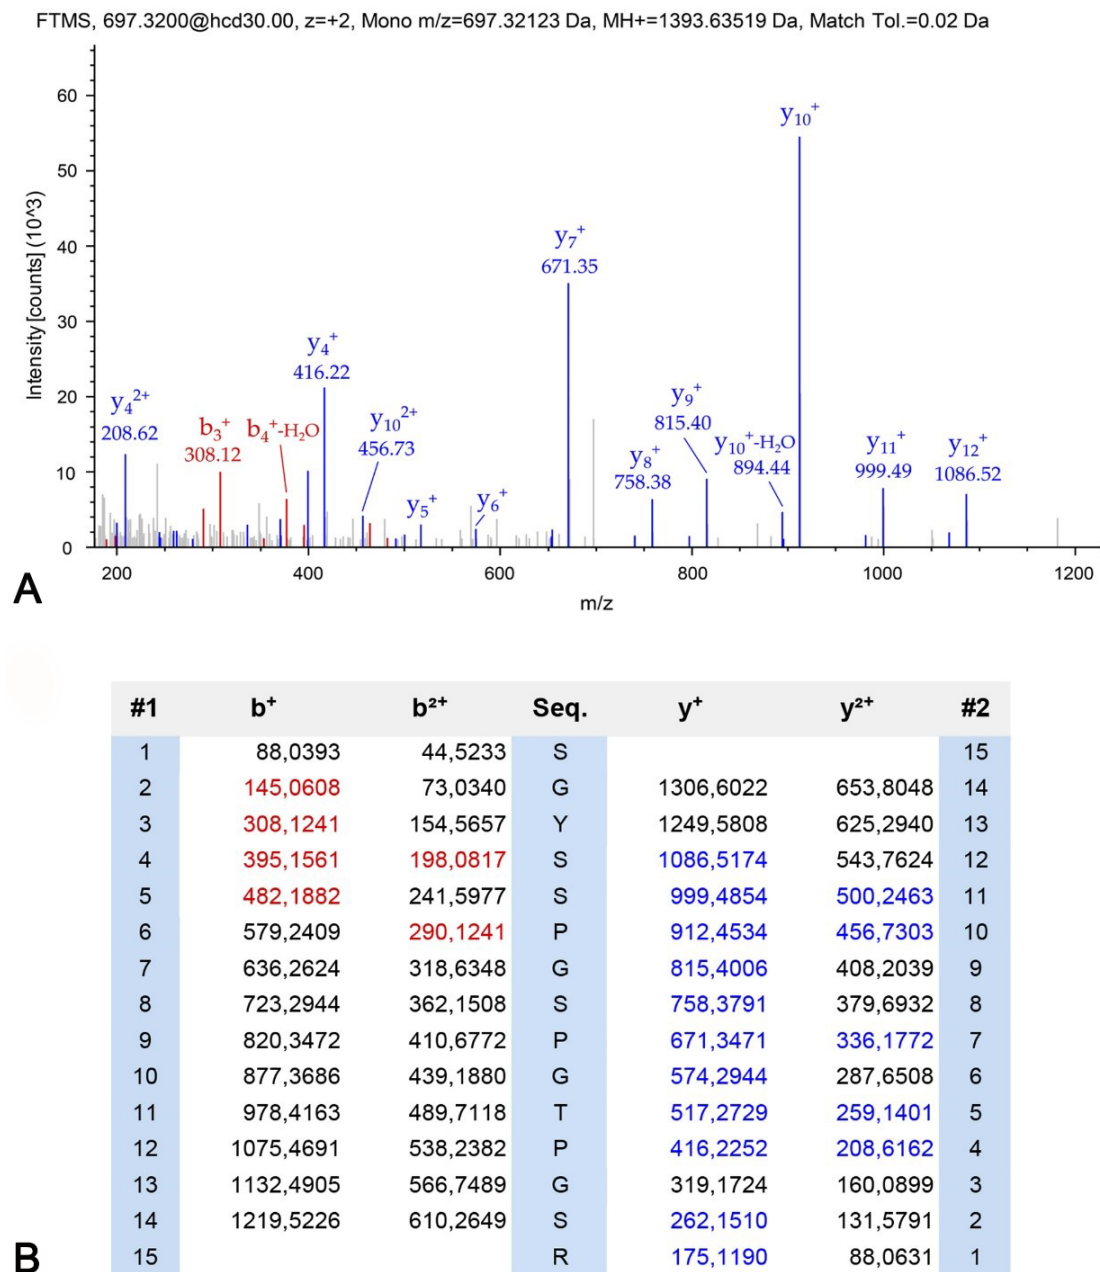 FTMS, 697.3200@hcd30.00, z=+2, Mono m/z=697.32123 Da, MH+=1393.63519 Da, Match Tol.=0.02 Da
Intensity [counts] (10^3)
60
50
40
30
20
10
0
y₁₀⁺
y₇⁺
671.35
y₄⁺
416.22
y₄²⁺
208.62
b₃⁺
308.12
b₄⁺-H₂O
y₁₀²⁺
456.73
y₅⁺
y₆⁺
y₈⁺
758.38
y₉⁺
815.40
y₁₀⁺-H₂O
894.44
y₁₁⁺
999.49
y₁₂⁺
1086.52
200 400 600 800 1000 1200
m/z
A
#1 b⁺ b²⁺ Seq. y⁺ y²⁺ #2
1 88,0393 44,5233 S 15
2 145,0608 73,0340 G 1306,6022 653,8048 14
3 308,1241 154,5657 Y 1249,5808 625,2940 13
4 395,1561 198,0817 S 1086,5174 543,7624 12
5 482,1882 241,5977 S 999,4854 500,2463 11
6 579,2409 290,1241 P 912,4534 456,7303 10
7 636,2624 318,6348 G 815,4006 408,2039 9
8 723,2944 362,1508 S 758,3791 379,6932 8
9 820,3472 410,6772 P 671,3471 336,1772 7
10 877,3686 439,1880 G 574,2944 287,6508 6
11 978,4163 489,7118 T 517,2729 259,1401 5
12 1075,4691 538,2382 P 416,2252 208,6162 4
13 1132,4905 566,7489 G 319,1724 160,0899 3
14 1219,5226 610,2649 S 262,1510 131,5791 2
15 R 175,1190 88,0631 1
B